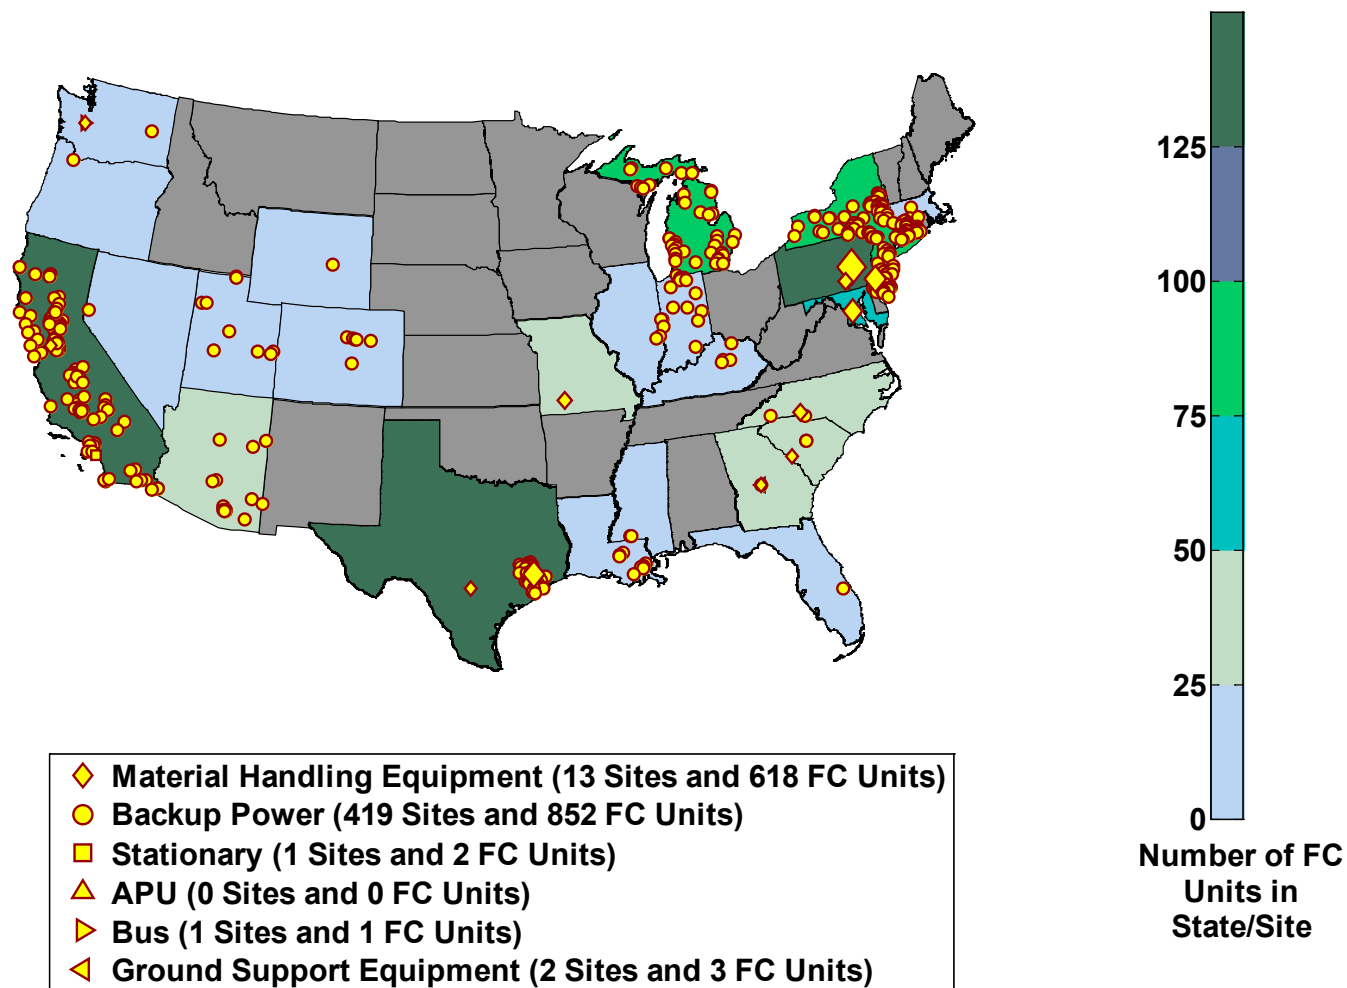 125
100
75
50
25
0
Number of FC
Units in
State/Site
Material Handling Equipment (13 Sites and 618 FC Units)
Backup Power (419 Sites and 852 FC Units)
Stationary (1 Sites and 2 FC Units)
APU (0 Sites and 0 FC Units)
Bus (1 Sites and 1 FC Units)
Ground Support Equipment (2 Sites and 3 FC Units)